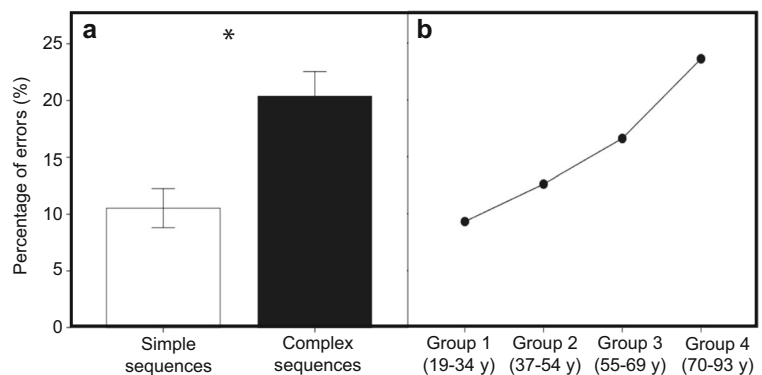 a
*
b
Percentage of errors (%)
25
20
15
10
5
0
Simple
sequences
Complex
sequences
Group 1
(19-34 y)
Group 2
(37-54 y)
Group 3
(55-69 y)
Group 4
(70-93 y)